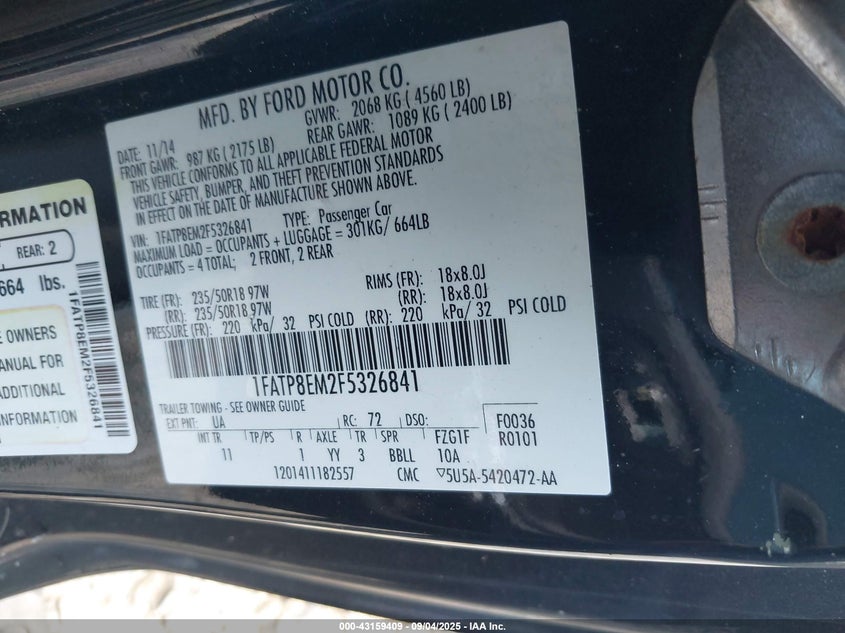 MFD. BY FORD MOTOR CO.
DATE: 11/14 GVWR: 2068 KG ( 4560 LB)
FRONT GAWR: 987 KG ( 2175 LB) REAR GAWR: 1089 KG ( 2400 LB)
THIS VEHICLE CONFORMS TO ALL APPLICABLE FEDERAL MOTOR
VEHICLE SAFETY, BUMPER, AND THEFT PREVENTION STANDARDS
IN EFFECT ON THE DATE OF MANUFACTURE SHOWN ABOVE.
VIN: 1FATP8EM2F5326841 TYPE: Passenger Car
MAXIMUM LOAD = OCCUPANTS + LUGGAGE = 301KG/ 664LB
OCCUPANTS = 4 TOTAL; 2 FRONT, 2 REAR
TIRE (FR): 235/50R18 97W RIMS (FR): 18x8.0J
(RR): 235/50R18 97W (RR): 18x8.0J
PRESSURE (FR): 220 kPa/ 32 PSI COLD (RR): 220 kPa/ 32 PSI COLD
1FATP8EM2F5326841
TRAILER TOWING - SEE OWNER GUIDE
EXT PNT: UA RC: 72 DSO: F0036
R0101
INT TR TP/PS R AXLE TR SPR FZG1F
11 1 YY 3 BBLL 10A
1201411182557 CMC ▽5U5A-5420472-AA
RMATION
REAR: 2
664 lbs.
E OWNERS
MANUAL FOR
ADDITIONAL
1FATP8EM2F5326841
000-43159409 - 09/04/2025 - IAA Inc.